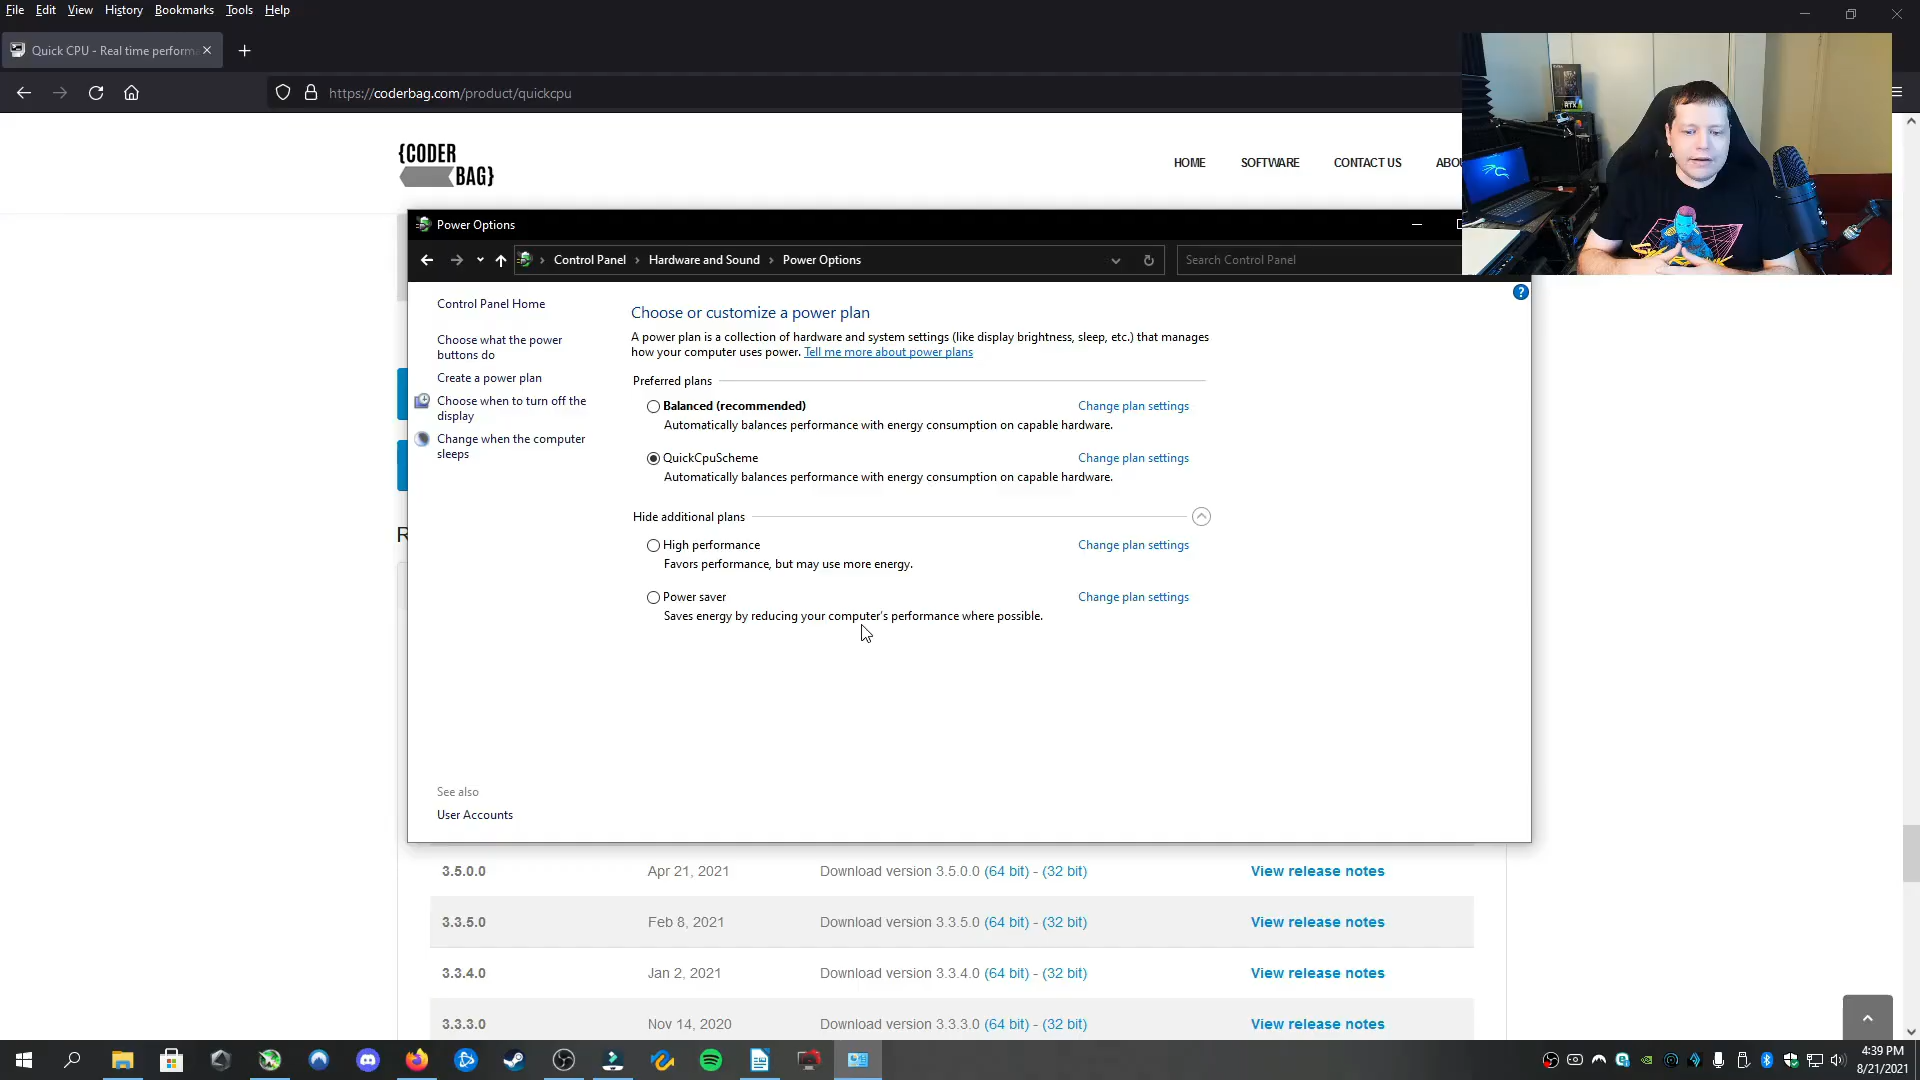 File Edit View History Bookmarks Tools Help
Quick CPU - Real time perform
https://coderbag.com/product/quickcpu
{CODER
BAG}
HOME SOFTWARE CONTACT US ABOU
Power Options
Control Panel Hardware and Sound Power Options
Search Control Panel
Control Panel Home
Choose what the power
buttons do
Create a power plan
Choose when to turn off the
display
Change when the computer
sleeps
Choose or customize a power plan
A power plan is a collection of hardware and system settings (like display brightness, sleep, etc.) that manages
how your computer uses power. Tell me more about power plans
Preferred plans
Balanced (recommended) Change plan settings
Automatically balances performance with energy consumption on capable hardware.
QuickCpuScheme Change plan settings
Automatically balances performance with energy consumption on capable hardware.
Hide additional plans
High performance Change plan settings
Favors performance, but may use more energy.
Power saver Change plan settings
Saves energy by reducing your computer's performance where possible.
See also
User Accounts
R
3.5.0.0 Apr 21, 2021 Download version 3.5.0.0 (64 bit) - (32 bit) View release notes
3.3.5.0 Feb 8, 2021 Download version 3.3.5.0 (64 bit) - (32 bit) View release notes
3.3.4.0 Jan 2, 2021 Download version 3.3.4.0 (64 bit) - (32 bit) View release notes
3.3.3.0 Nov 14, 2020 Download version 3.3.3.0 (64 bit) - (32 bit) View release notes
4:39 PM
8/21/2021